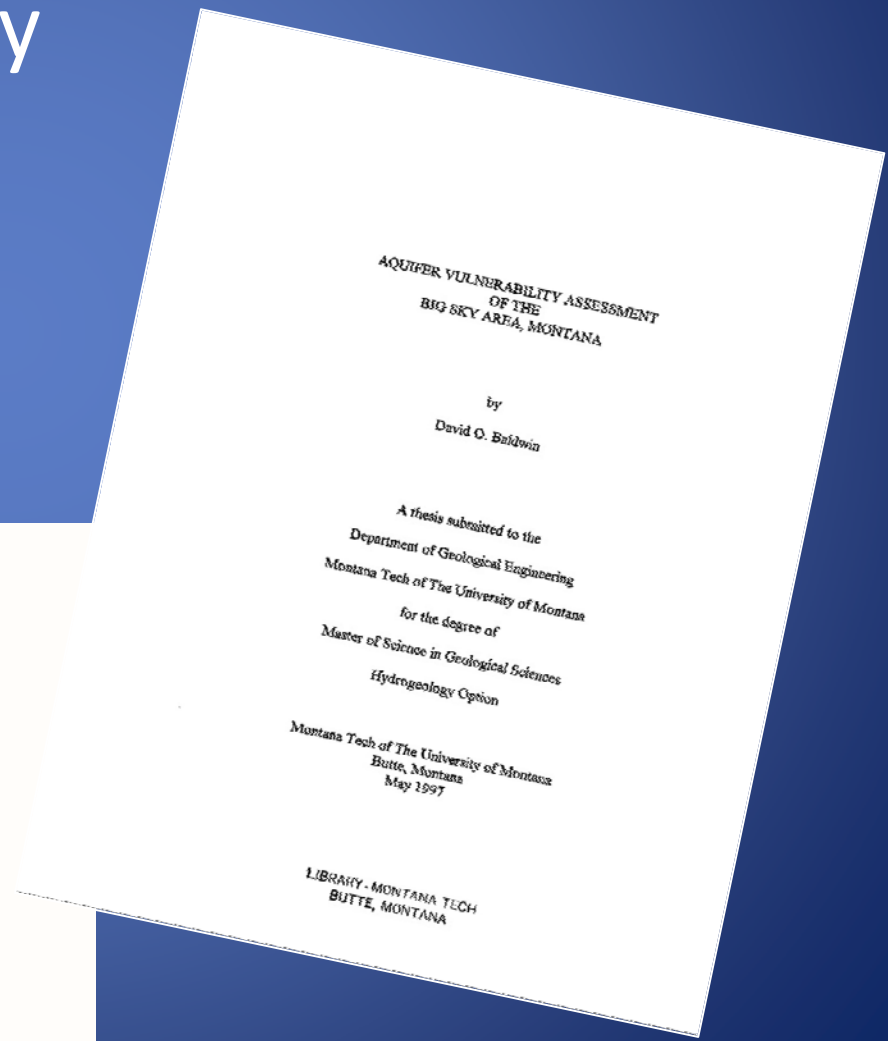 y
AQUIFER VULNERABILITY ASSESSMENT
OF THE
BIG SKY AREA, MONTANA
by
David O. Baldwin
A thesis submitted to the
Department of Geological Engineering
Montana Tech of The University of Montana
for the degree of
Master of Science in Geological Sciences
Hydrogeology Option
Montana Tech of The University of Montana
Butte, Montana
May 1997
LIBRARY - MONTANA TECH
BUTTE, MONTANA